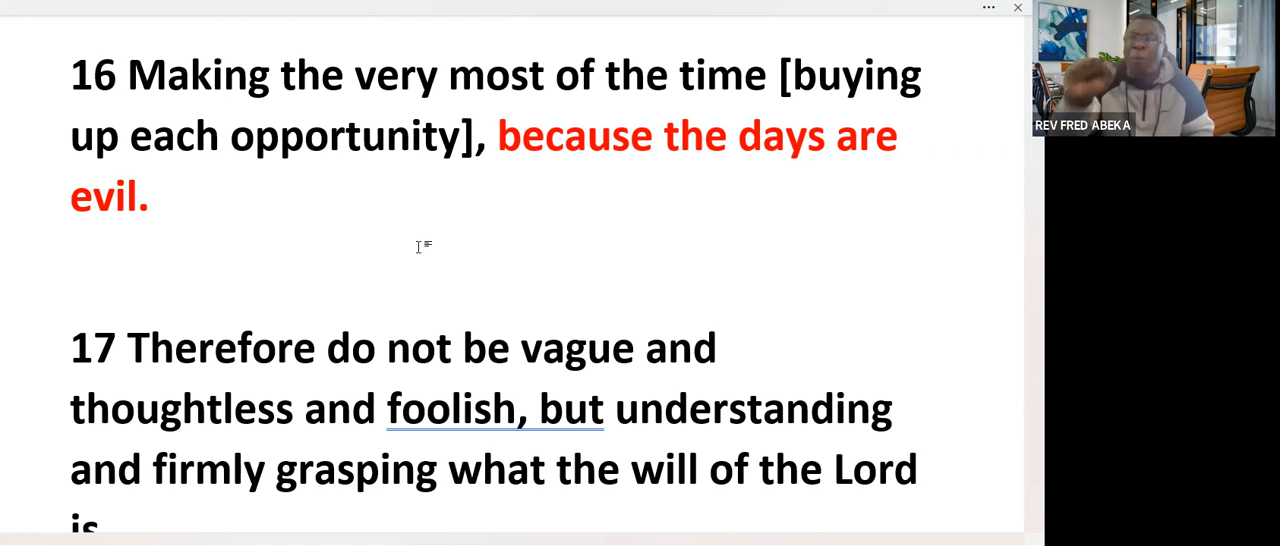 16 Making the very most of the time [buying
up each opportunity], because the days are
evil.
17 Therefore do not be vague and
thoughtless and foolish, but understanding
and firmly grasping what the will of the Lord
is
REV FRED ABEKA